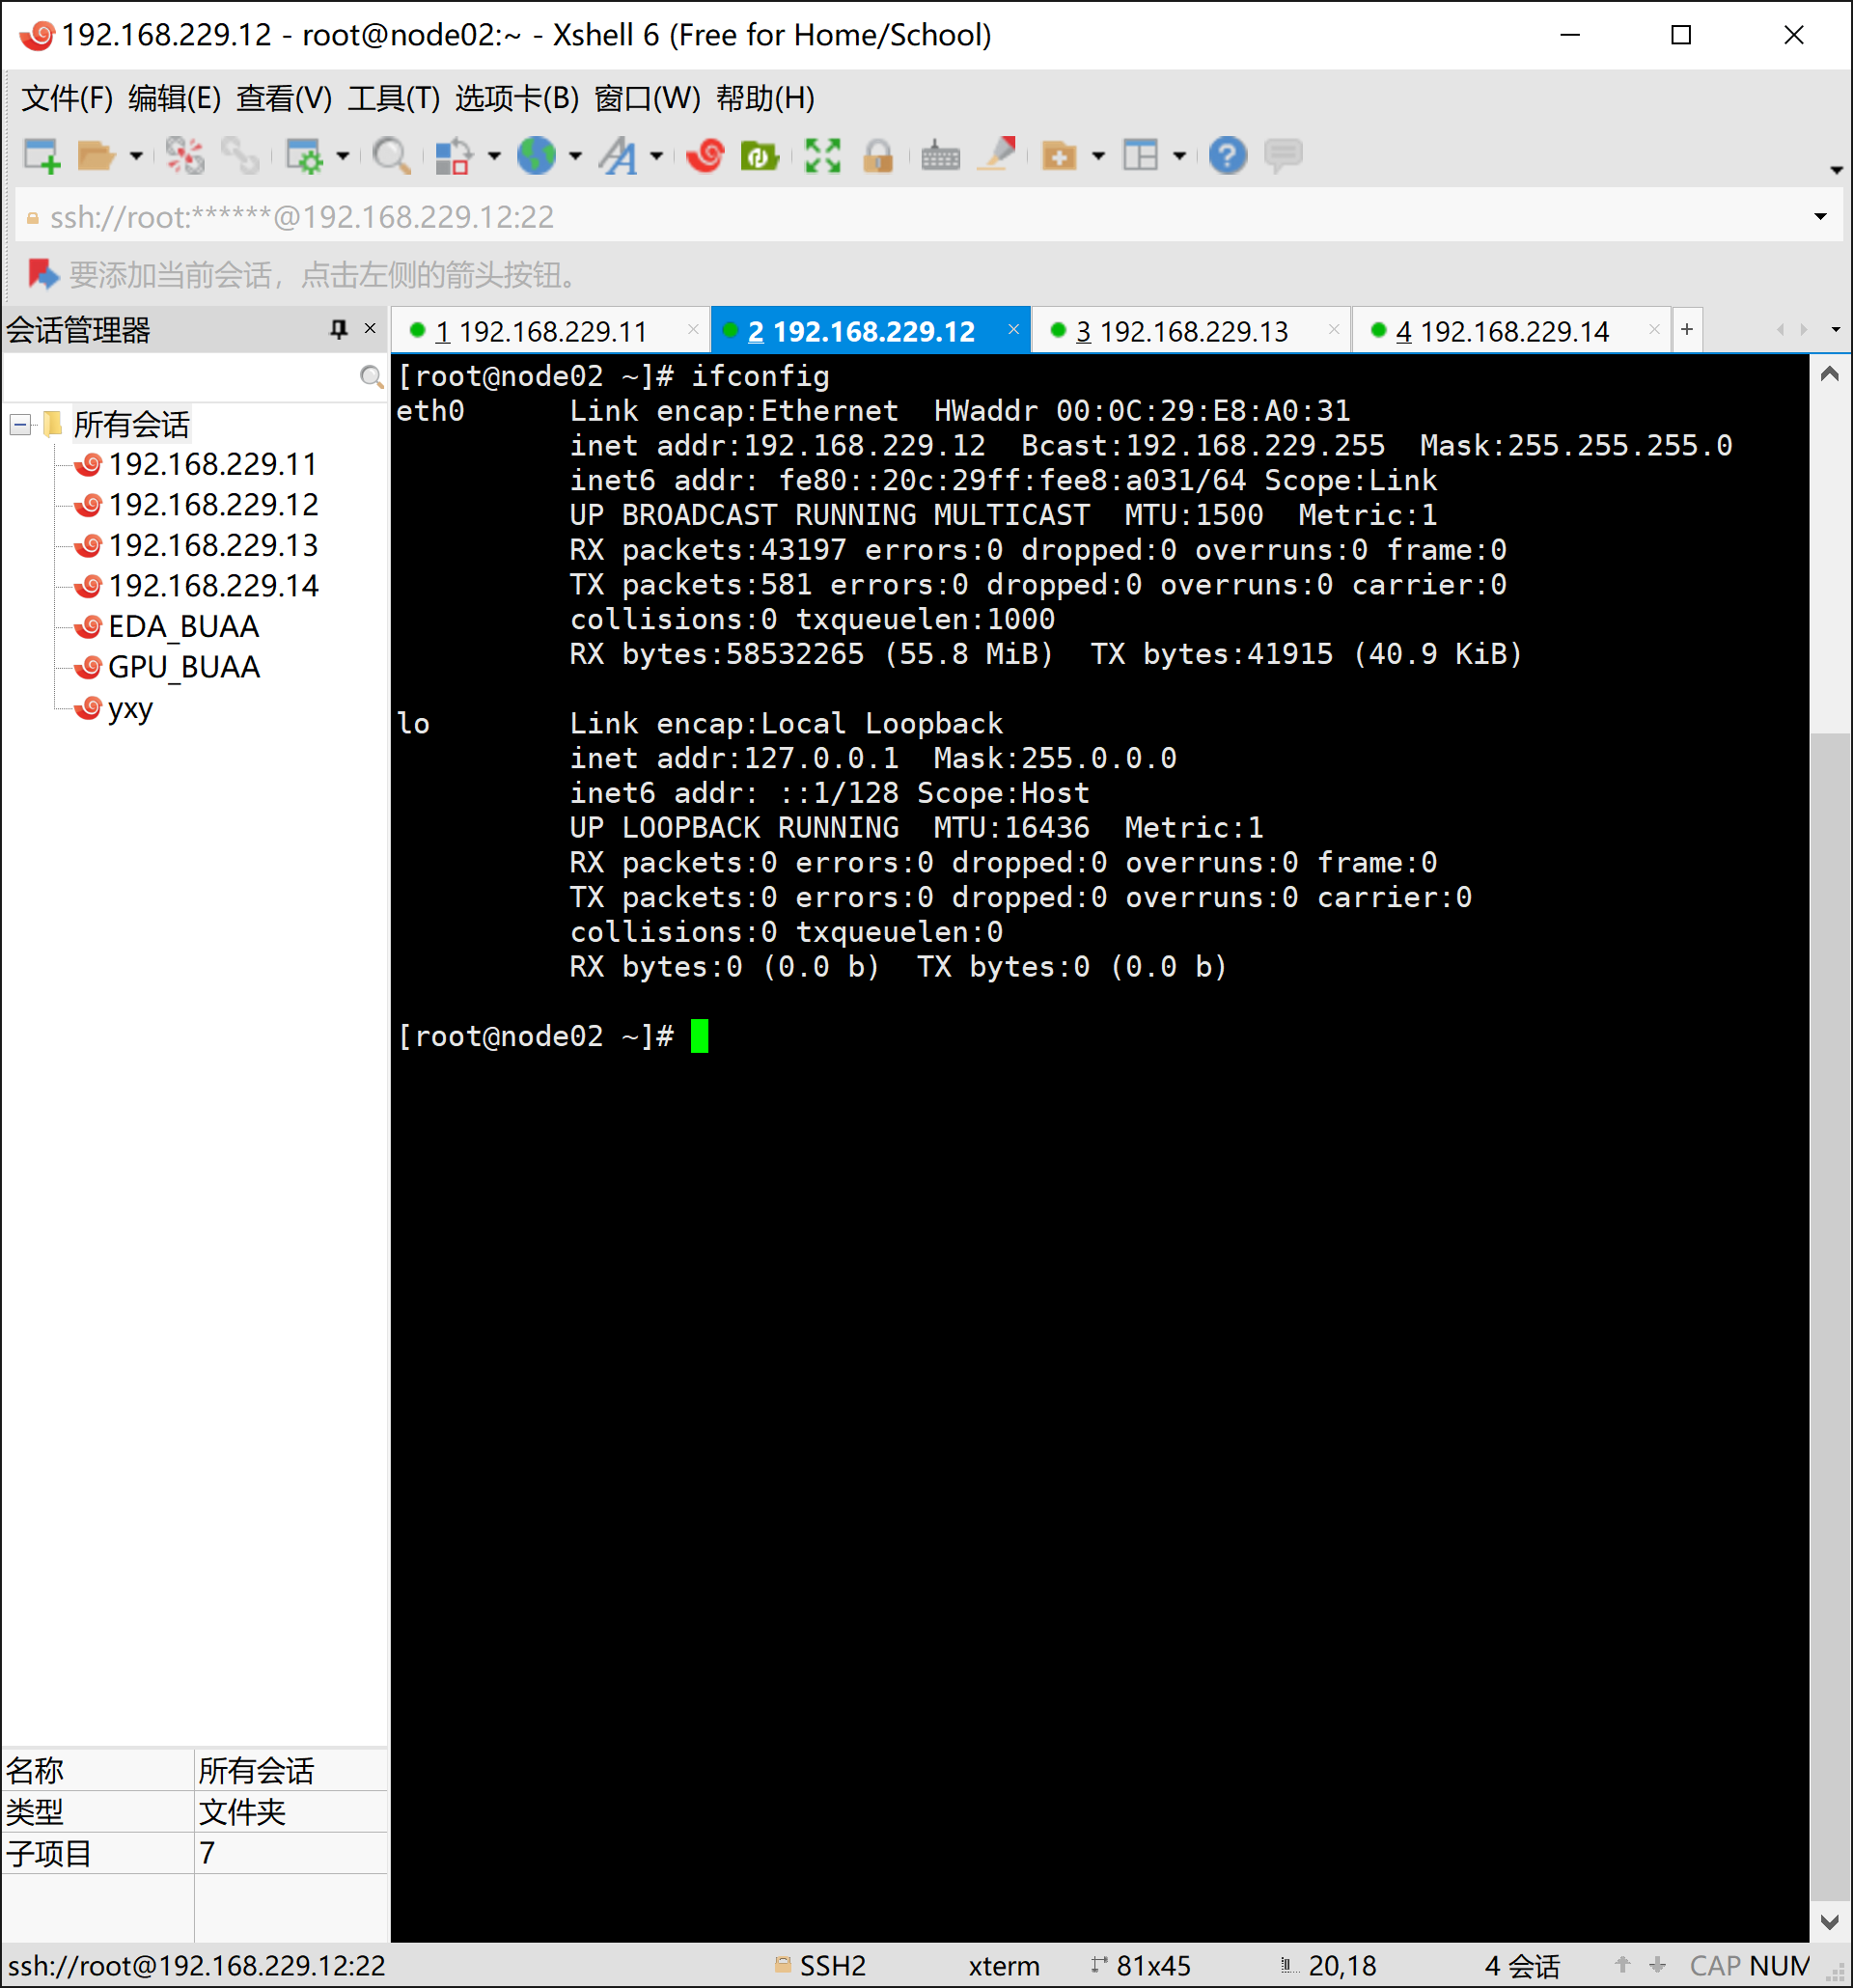 192.168.229.12 - root@node02:~ - Xshell 6 (Free for Home/School)
文件(F) 编辑(E) 查看(V) 工具(T) 选项卡(B) 窗口(W) 帮助(H)
ssh://root:******@192.168.229.12:22
要添加当前会话，点击左侧的箭头按钮。
会话管理器
1 192.168.229.11
2 192.168.229.12
3 192.168.229.13
4 192.168.229.14
所有会话
192.168.229.11
192.168.229.12
192.168.229.13
192.168.229.14
EDA_BUAA
GPU_BUAA
yxy
[root@node02 ~]# ifconfig
eth0      Link encap:Ethernet  HWaddr 00:0C:29:E8:A0:31
          inet addr:192.168.229.12  Bcast:192.168.229.255  Mask:255.255.255.0
          inet6 addr: fe80::20c:29ff:fee8:a031/64 Scope:Link
          UP BROADCAST RUNNING MULTICAST  MTU:1500  Metric:1
          RX packets:43197 errors:0 dropped:0 overruns:0 frame:0
          TX packets:581 errors:0 dropped:0 overruns:0 carrier:0
          collisions:0 txqueuelen:1000
          RX bytes:58532265 (55.8 MiB)  TX bytes:41915 (40.9 KiB)
lo        Link encap:Local Loopback
          inet addr:127.0.0.1  Mask:255.0.0.0
          inet6 addr: ::1/128 Scope:Host
          UP LOOPBACK RUNNING  MTU:16436  Metric:1
          RX packets:0 errors:0 dropped:0 overruns:0 frame:0
          TX packets:0 errors:0 dropped:0 overruns:0 carrier:0
          collisions:0 txqueuelen:0
          RX bytes:0 (0.0 b)  TX bytes:0 (0.0 b)
[root@node02 ~]#
名称 所有会话
类型 文件夹
子项目 7
ssh://root@192.168.229.12:22 SSH2 xterm 81x45 20,18 4 会话 CAP NUM